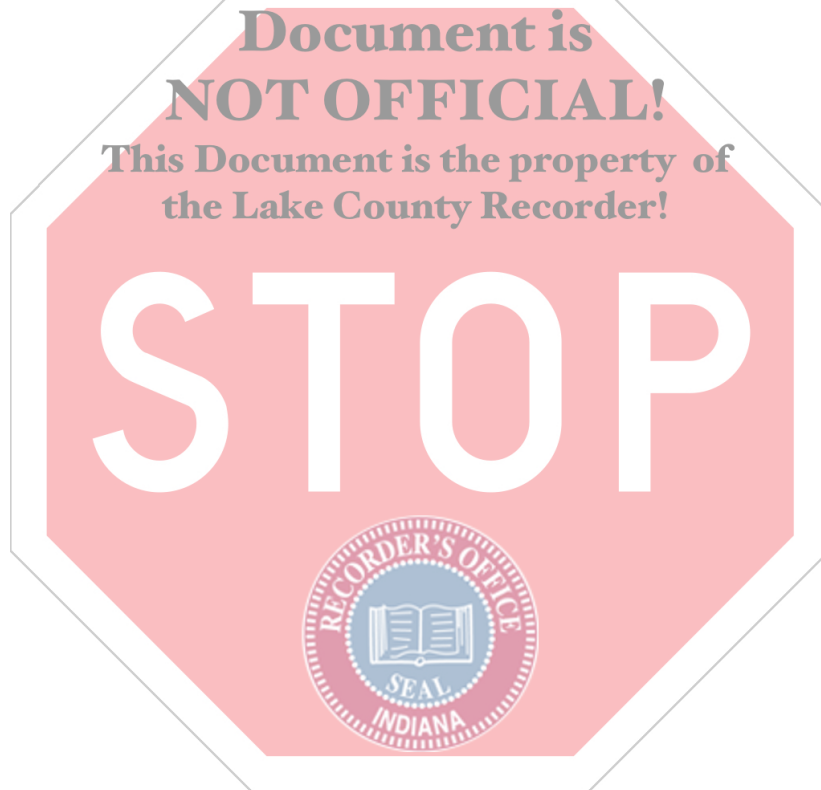 Document is
NOT OFFICIAL!
This Document is the property of
the Lake County Recorder!
STOP
RECORDER'S OFFICE
SEAL
INDIANA